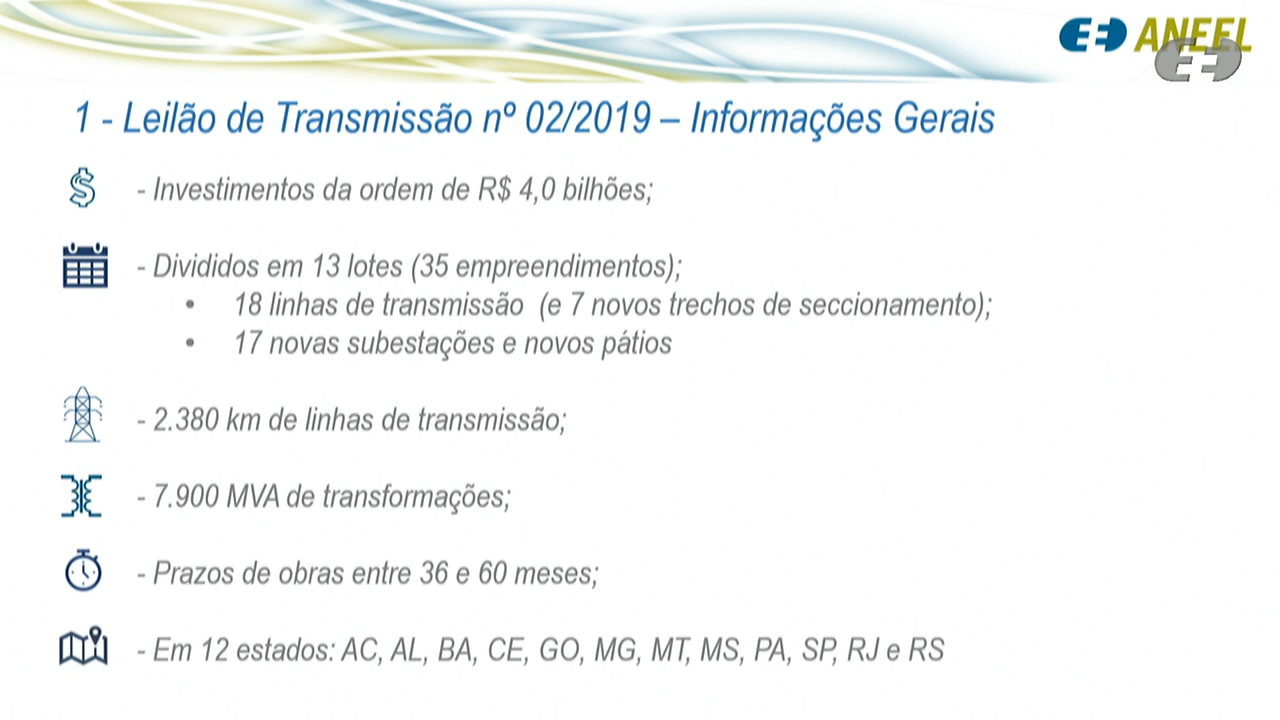 ANEEL
1 - Leilão de Transmissão nº 02/2019 – Informações Gerais
- Investimentos da ordem de R$ 4,0 bilhões;
- Divididos em 13 lotes (35 empreendimentos);
• 18 linhas de transmissão (e 7 novos trechos de seccionamento);
• 17 novas subestações e novos pátios
- 2.380 km de linhas de transmissão;
- 7.900 MVA de transformações;
- Prazos de obras entre 36 e 60 meses;
- Em 12 estados: AC, AL, BA, CE, GO, MG, MT, MS, PA, SP, RJ e RS